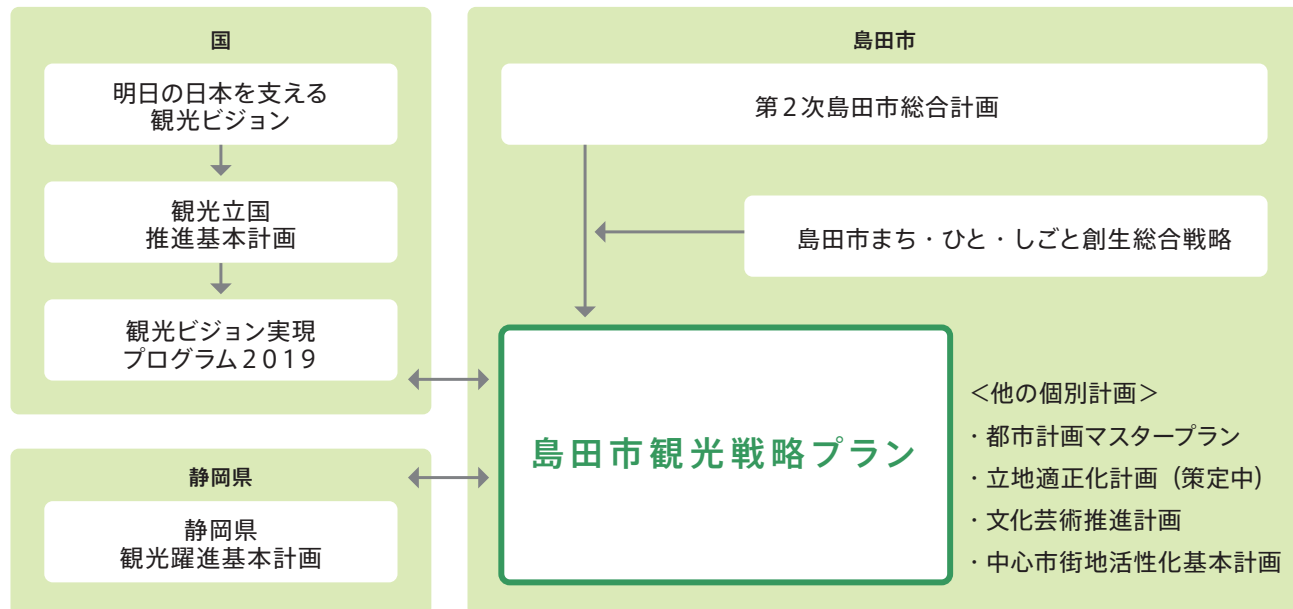 国
明日の日本を支える
観光ビジョン
観光立国
推進基本計画
観光ビジョン実現
プログラム2019
静岡県
静岡県
観光躍進基本計画
島田市
第2次島田市総合計画
島田市まち・ひと・しごと創生総合戦略
島田市観光戦略プラン
＜他の個別計画＞
・都市計画マスタープラン
・立地適正化計画（策定中）
・文化芸術推進計画
・中心市街地活性化基本計画